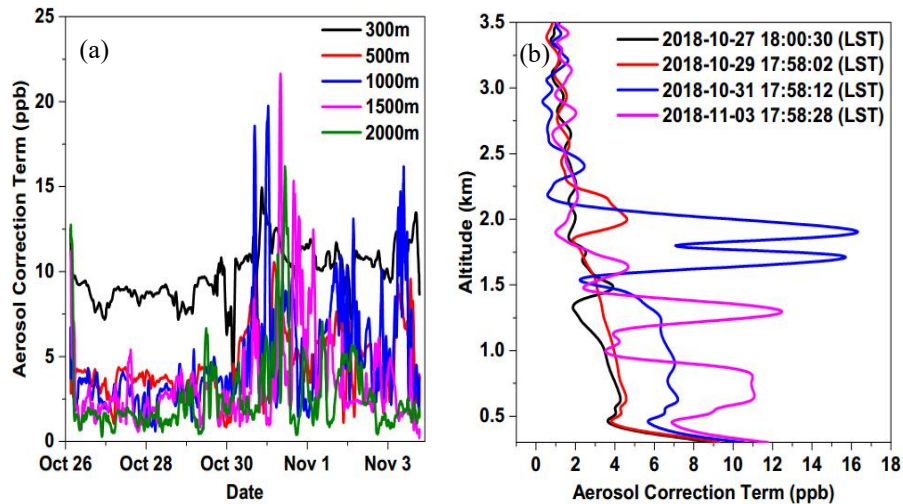 (a)
300m
500m
1000m
1500m
2000m
Aerosol Correction Term (ppb)
25
20
15
10
5
0
Oct 26
Oct 28
Oct 30
Nov 1
Nov 3
Date
(b)
2018-10-27 18:00:30 (LST)
2018-10-29 17:58:02 (LST)
2018-10-31 17:58:12 (LST)
2018-11-03 17:58:28 (LST)
Altitude (km)
3.5
3.0
2.5
2.0
1.5
1.0
0.5
0
2
4
6
8
10
12
14
16
18
Aerosol Correction Term (ppb)